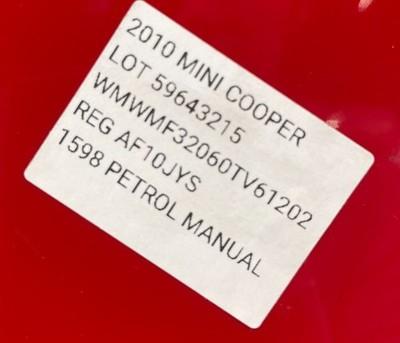 2010 MINI COOPER
LOT 59643215
WMWMF32060TV61202
REG AF10JYS
1598 PETROL MANUAL